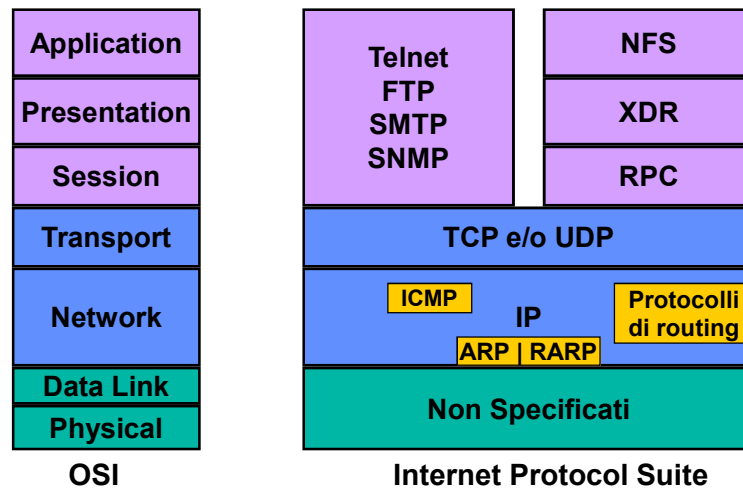 Application
Presentation
Session
Transport
Network
Data Link
Physical
OSI
Telnet
FTP
SMTP
SNMP
NFS
XDR
RPC
TCP e/o UDP
ICMP
IP
Protocolli
di routing
ARP | RARP
Non Specificati
Internet Protocol Suite